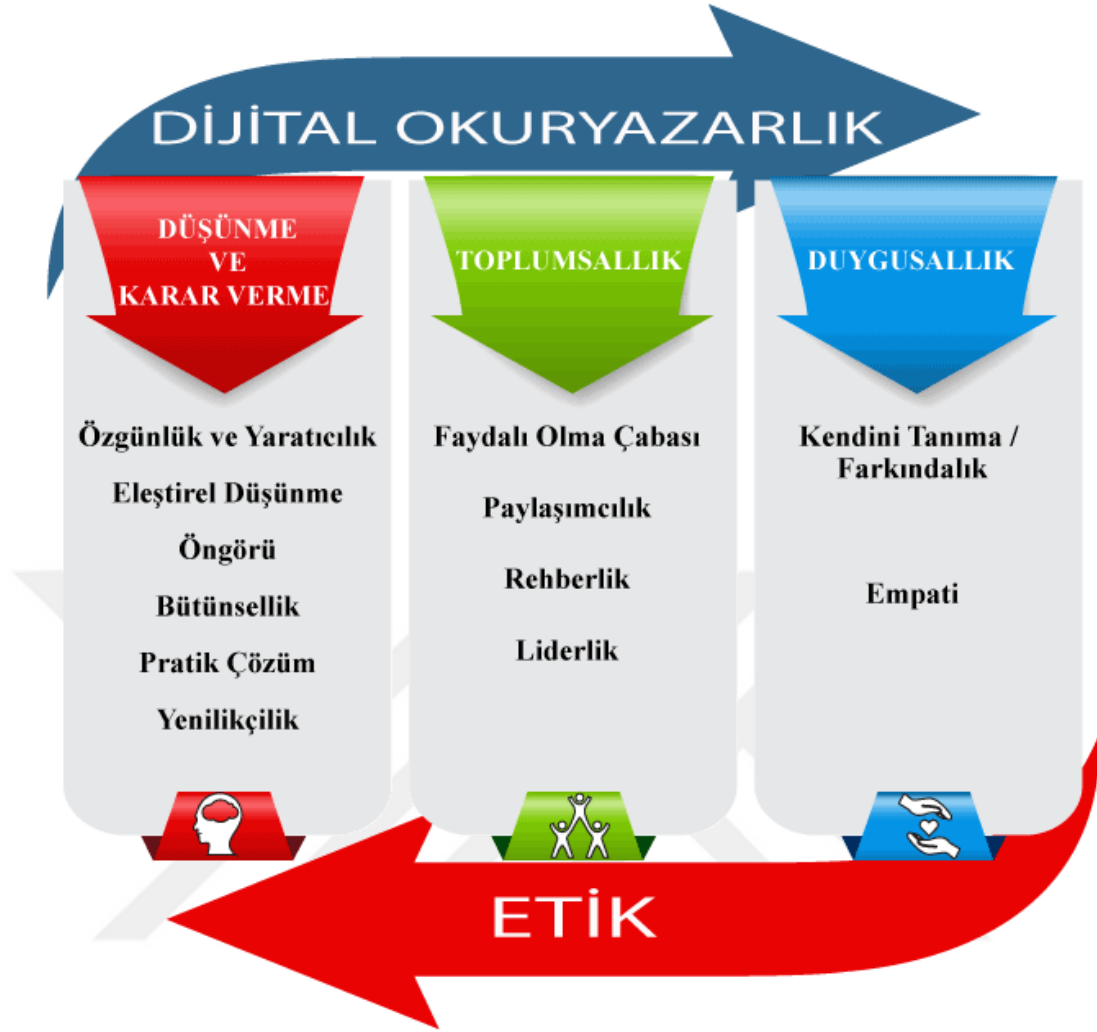 DİJİTAL OKURYAZARLIK
DÜŞÜNME
VE
KARAR VERME
Özgünlük ve Yaratıcılık
Eleştirel Düşünme
Öngörü
Bütünsellik
Pratik Çözüm
Yenilikçilik
TOPLUMSALLIK
Faydalı Olma Çabası
Paylaşımcılık
Rehberlik
Liderlik
DUYGUSALLIK
Kendini Tanıma /
Farkındalık
Empati
ETİK